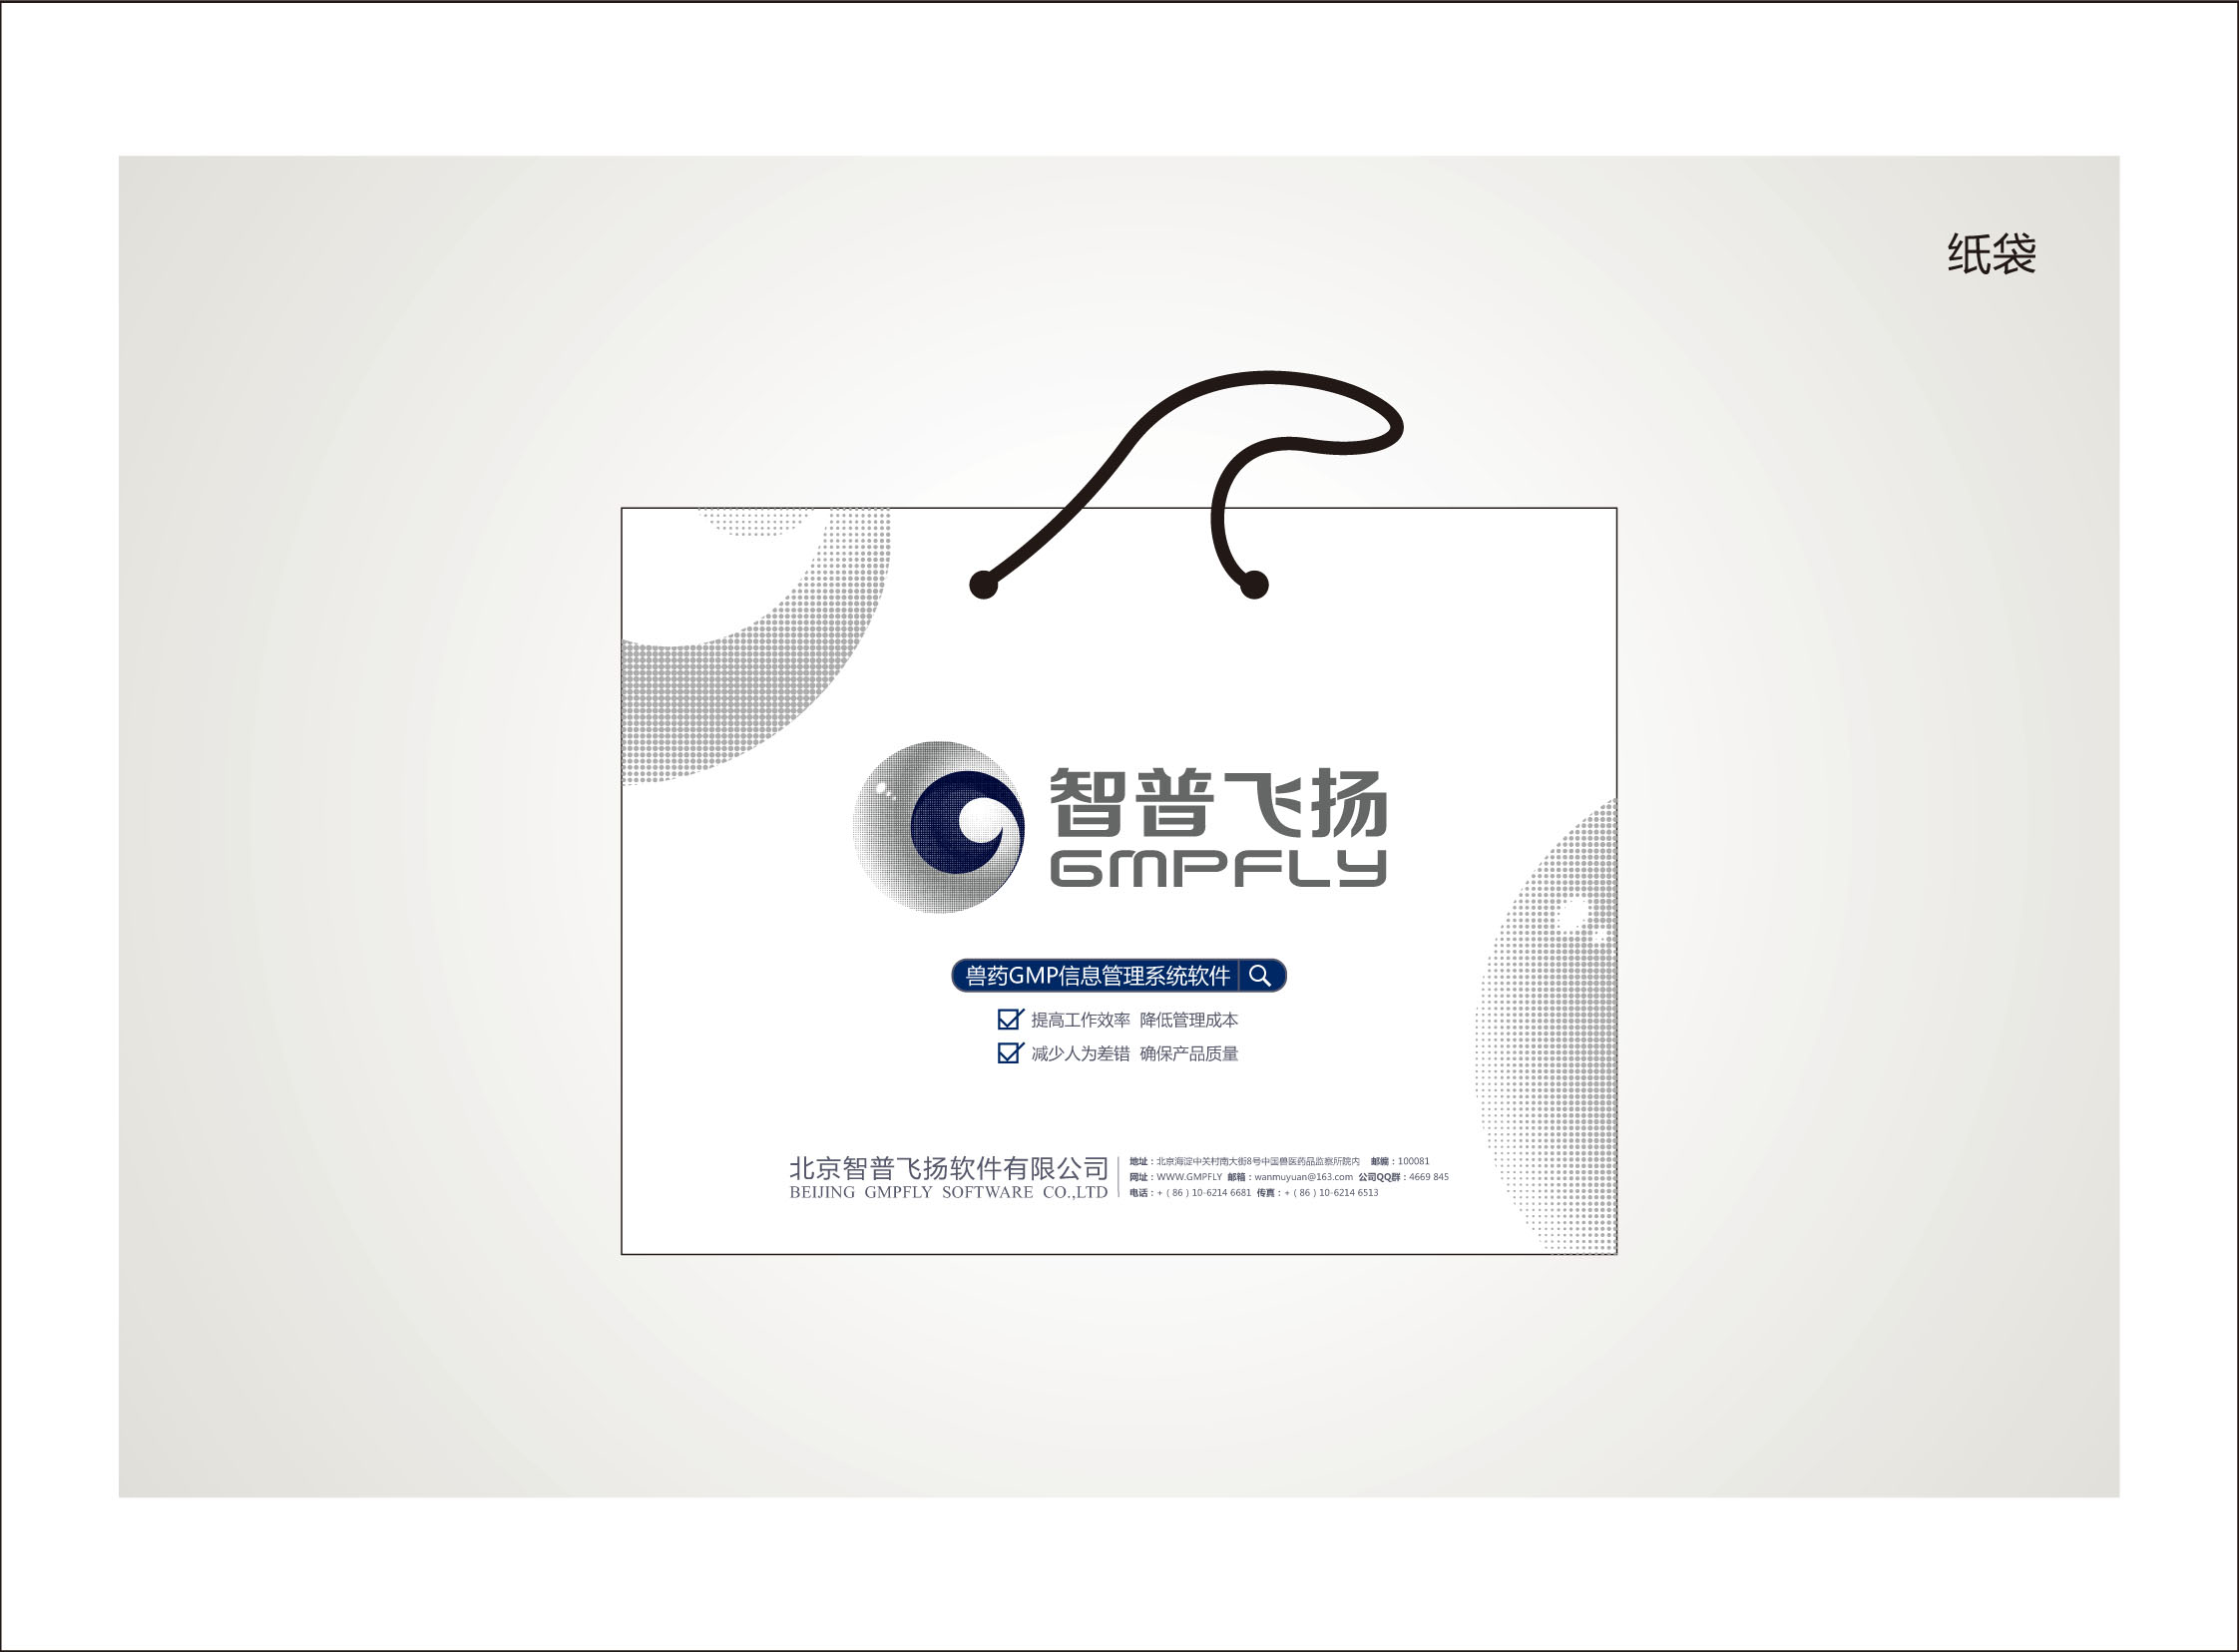 纸袋
智普飞扬
GMPFLY
兽药GMP信息管理系统软件
提高工作效率 降低管理成本
减少人为差错 确保产品质量
北京智普飞扬软件有限公司
BEIJING GMPFLY SOFTWARE CO.,LTD
地址：北京海淀中关村南大街8号中国兽医药品监察所院内 邮编：100081
网址：WWW.GMPFLY 邮箱：wanmuyuan@163.com 公司QQ群：4669 845
电话：+（86）10-6214 6681 传真：+（86）10-6214 6513